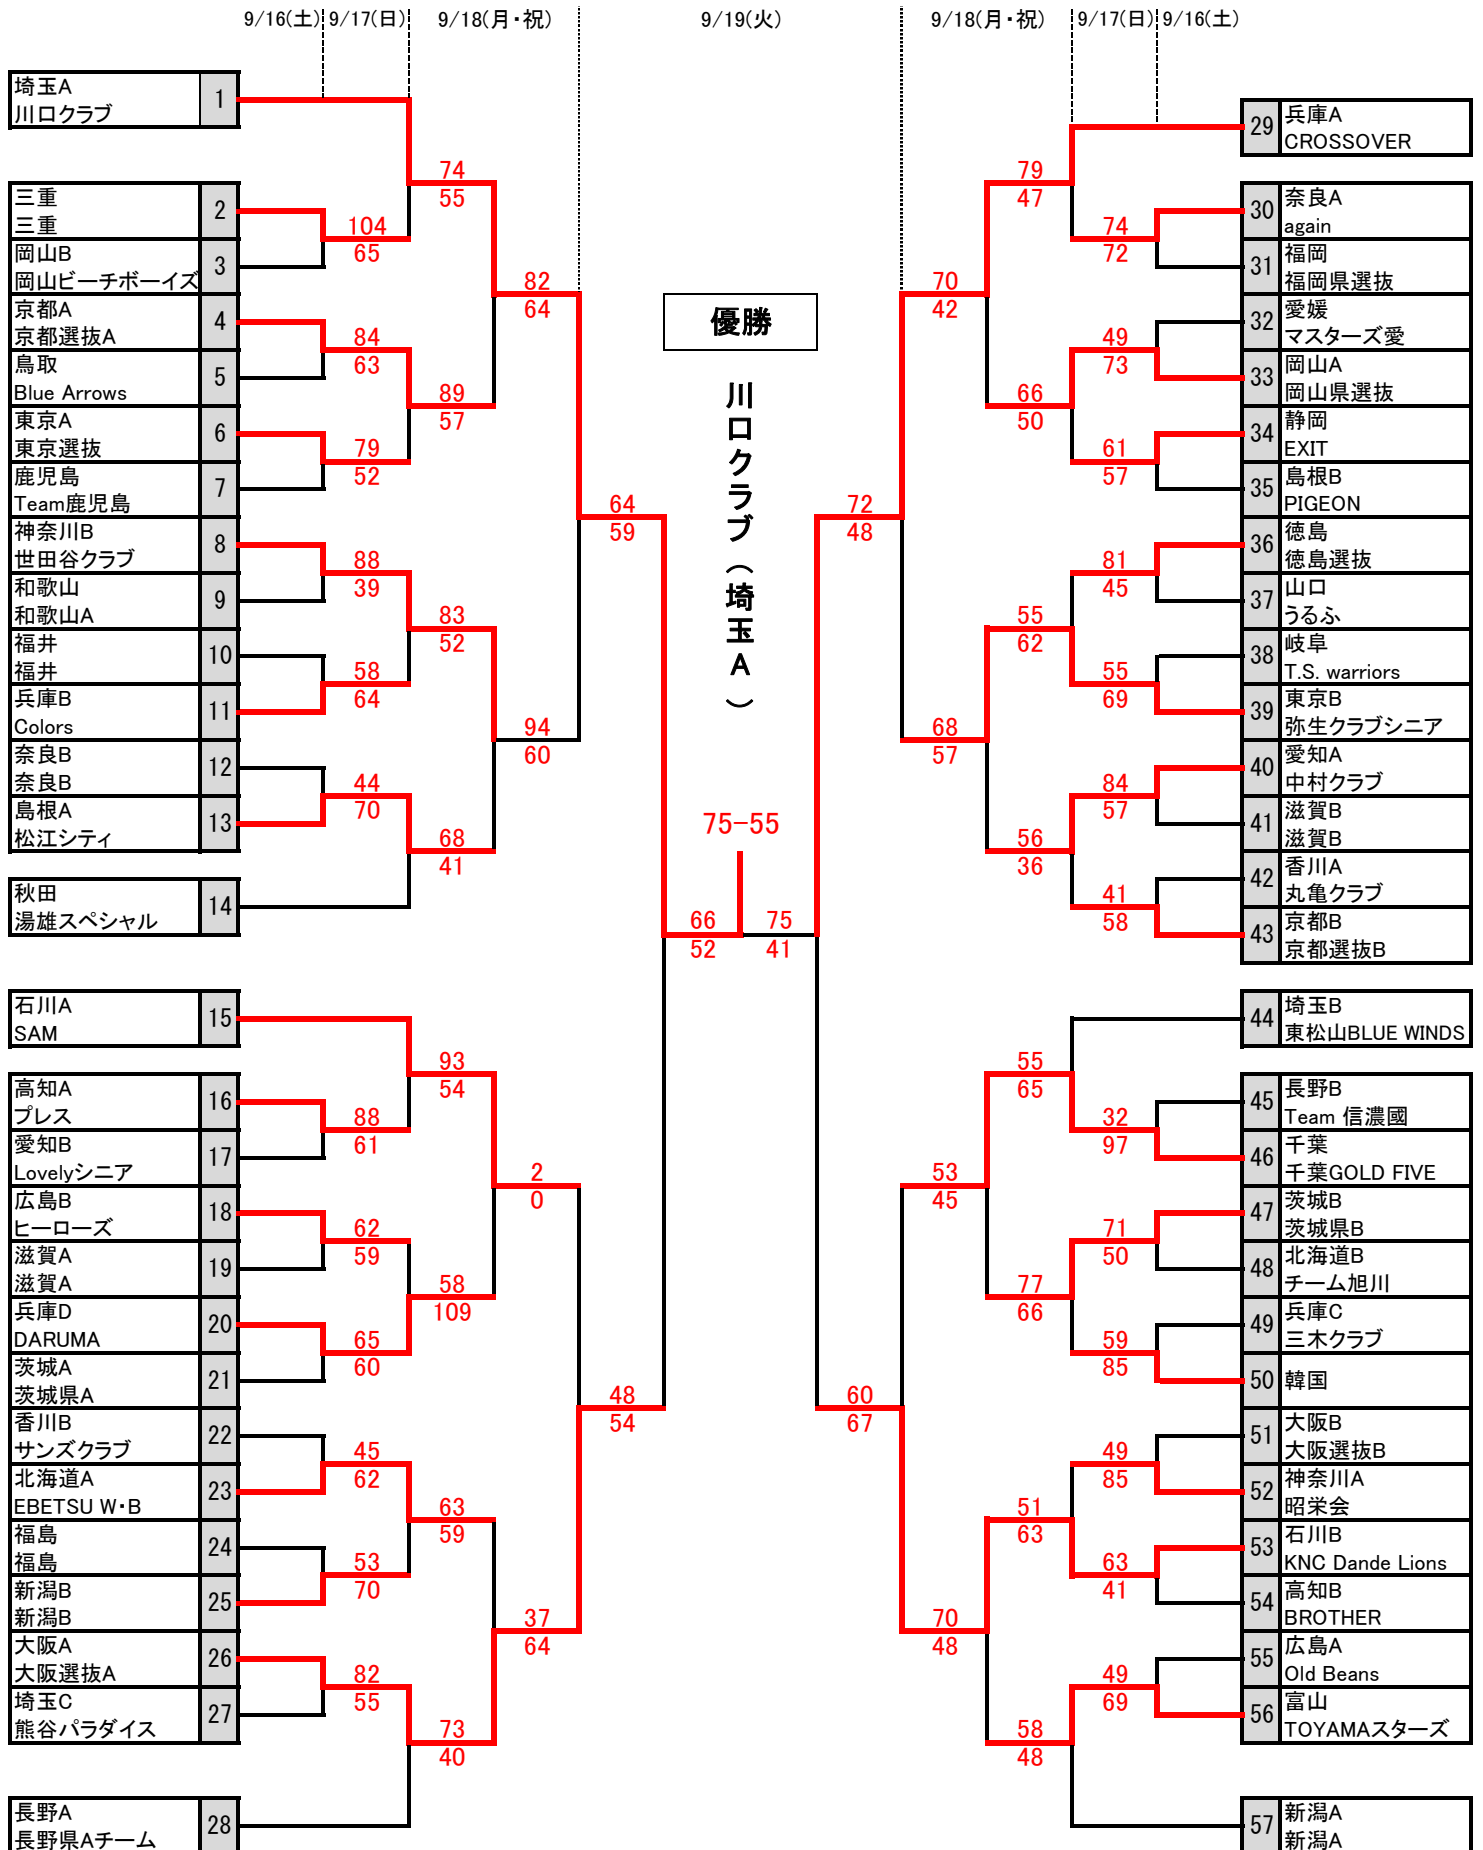 9/16(土) 9/17(日) 9/18(月・祝) 9/19(火) 9/18(月・祝) 9/17(日) 9/16(土)
埼玉A
川口クラブ
1
三重
三重
2
岡山B
岡山ビーチボーイズ
3
京都A
京都選抜A
4
鳥取
Blue Arrows
5
東京A
東京選抜
6
鹿児島
Team鹿児島
7
神奈川B
世田谷クラブ
8
和歌山
和歌山A
9
福井
福井
10
兵庫B
Colors
11
奈良B
奈良B
12
島根A
松江シティ
13
秋田
湯雄スペシャル
14
石川A
SAM
15
高知A
プレス
16
愛知B
Lovelyシニア
17
広島B
ヒーローズ
18
滋賀A
滋賀A
19
兵庫D
DARUMA
20
茨城A
茨城県A
21
香川B
サンズクラブ
22
北海道A
EBETSU W・B
23
福島
福島
24
新潟B
新潟B
25
大阪A
大阪選抜A
26
埼玉C
熊谷パラダイス
27
長野A
長野県Aチーム
28
104
65
84
63
79
52
88
39
58
64
44
70
88
61
62
59
65
60
45
62
53
70
82
55
74
55
89
57
83
52
68
41
93
54
58
109
63
59
73
40
82
64
94
60
2
0
37
64
64
59
48
54
66
52
優勝
川口クラブ（埼玉A）
75-55
75
41
72
48
60
67
70
42
68
57
53
45
70
48
79
47
66
50
55
62
56
36
55
65
77
66
51
63
58
48
74
72
49
73
61
57
81
45
55
69
84
57
41
58
32
97
71
50
59
85
49
85
63
41
49
69
29
兵庫A
CROSSOVER
30
奈良A
again
31
福岡
福岡県選抜
32
愛媛
マスターズ愛
33
岡山A
岡山県選抜
34
静岡
EXIT
35
島根B
PIGEON
36
徳島
徳島選抜
37
山口
うるふ
38
岐阜
T.S. warriors
39
東京B
弥生クラブシニア
40
愛知A
中村クラブ
41
滋賀B
滋賀B
42
香川A
丸亀クラブ
43
京都B
京都選抜B
44
埼玉B
東松山BLUE WINDS
45
長野B
Team 信濃國
46
千葉
千葉GOLD FIVE
47
茨城B
茨城県B
48
北海道B
チーム旭川
49
兵庫C
三木クラブ
50
韓国
51
大阪B
大阪選抜B
52
神奈川A
昭栄会
53
石川B
KNC Dande Lions
54
高知B
BROTHER
55
広島A
Old Beans
56
富山
TOYAMAスターズ
57
新潟A
新潟A